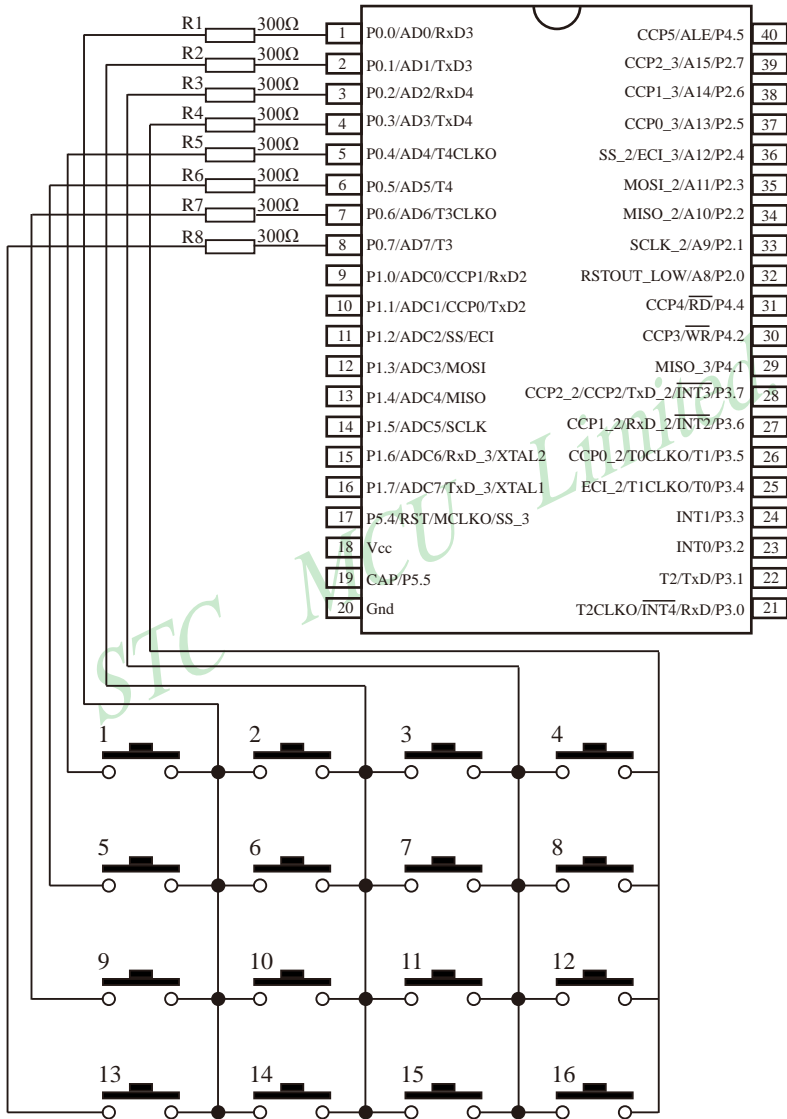 R1 300Ω 1 P0.0/AD0/RxD3 CCP5/ALE/P4.5 40
R2 300Ω 2 P0.1/AD1/TxD3 CCP2_3/A15/P2.7 39
R3 300Ω 3 P0.2/AD2/RxD4 CCP1_3/A14/P2.6 38
R4 300Ω 4 P0.3/AD3/TxD4 CCP0_3/A13/P2.5 37
R5 300Ω 5 P0.4/AD4/T4CLKO SS_2/ECI_3/A12/P2.4 36
R6 300Ω 6 P0.5/AD5/T4 MOSI_2/A11/P2.3 35
R7 300Ω 7 P0.6/AD6/T3CLKO MISO_2/A10/P2.2 34
R8 300Ω 8 P0.7/AD7/T3 SCLK_2/A9/P2.1 33
9 P1.0/ADC0/CCP1/RxD2 RSTOUT_LOW/A8/P2.0 32
10 P1.1/ADC1/CCP0/TxD2 CCP4/RD/P4.4 31
11 P1.2/ADC2/SS/ECI CCP3/WR/P4.2 30
12 P1.3/ADC3/MOSI MISO_3/P4.1 29
13 P1.4/ADC4/MISO CCP2_2/CCP2/TxD_2/INT3/P3.7 28
14 P1.5/ADC5/SCLK CCP1_2/RxD_2/INT2/P3.6 27
15 P1.6/ADC6/RxD_3/XTAL2 CCP0_2/T0CLKO/T1/P3.5 26
16 P1.7/ADC7/TxD_3/XTAL1 ECI_2/T1CLKO/T0/P3.4 25
17 P5.4/RST/MCLKO/SS_3 INT1/P3.3 24
18 Vcc INT0/P3.2 23
19 CAP/P5.5 T2/TxD/P3.1 22
20 Gnd T2CLKO/INT4/RxD/P3.0 21
STC MCU Limited.
1 2 3 4
5 6 7 8
9 10 11 12
13 14 15 16